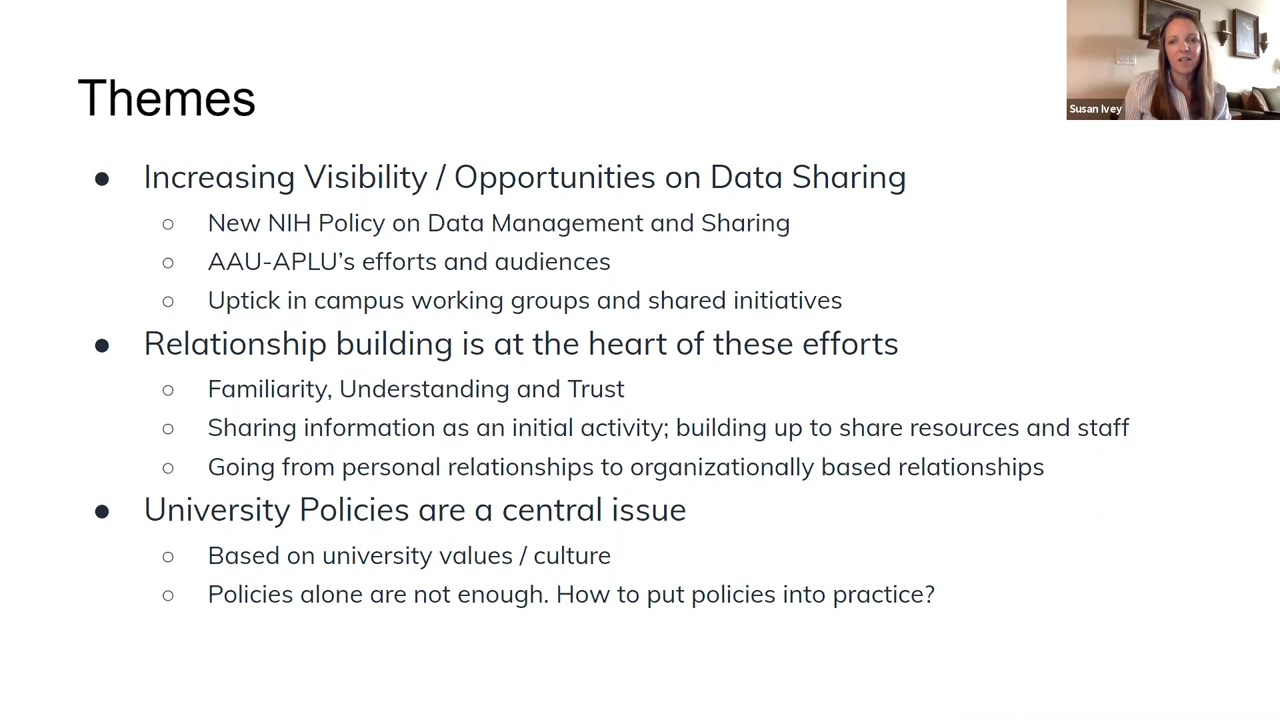 Susan Ivey
Themes
● Increasing Visibility / Opportunities on Data Sharing
○ New NIH Policy on Data Management and Sharing
○ AAU-APLU’s efforts and audiences
○ Uptick in campus working groups and shared initiatives
● Relationship building is at the heart of these efforts
○ Familiarity, Understanding and Trust
○ Sharing information as an initial activity; building up to share resources and staff
○ Going from personal relationships to organizationally based relationships
● University Policies are a central issue
○ Based on university values / culture
○ Policies alone are not enough. How to put policies into practice?